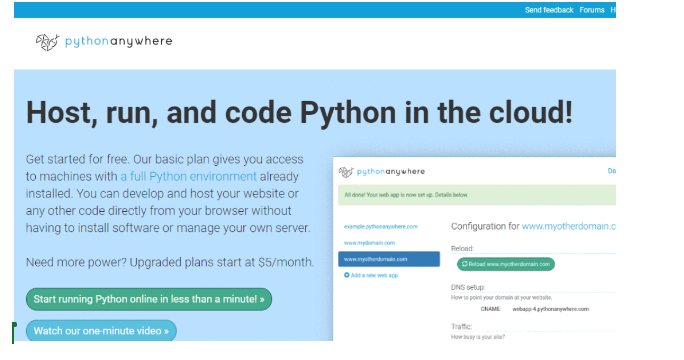 Send feedback Forums H
pythonanywhere
Host, run, and code Python in the cloud!
Get started for free. Our basic plan gives you access
to machines with a full Python environment already
installed. You can develop and host your website or
any other code directly from your browser without
having to install software or manage your own server.
Need more power? Upgraded plans start at $5/month.
Start running Python online in less than a minute! »
Watch our one-minute video »
pythonanywhere
Da
All done! Your web app is now set up. Details below.
example.pythonanywhere.com
www.mydomain.com
www.myotherdomain.com
Add a new web app
Configuration for www.myotherdomain.c
Reload:
Reload www.myotherdomain.com
DNS setup:
How to point your domain at your website.
CNAME: webapp-4.pythonanywhere.com
Traffic:
How busy is your site?